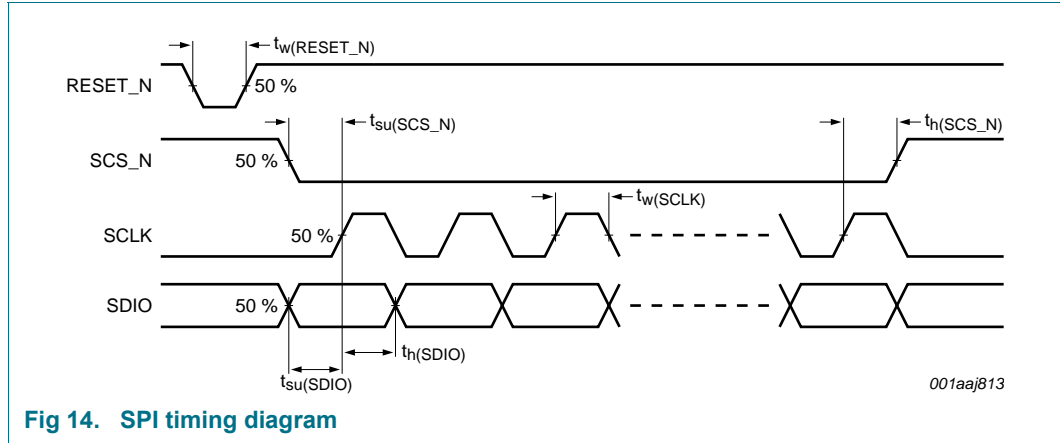 tw(RESET_N)
RESET_N
50 %
tsu(SCS_N)
th(SCS_N)
SCS_N
50 %
tw(SCLK)
SCLK
50 %
SDIO
50 %
th(SDIO)
tsu(SDIO)
001aaj813
Fig 14. SPI timing diagram